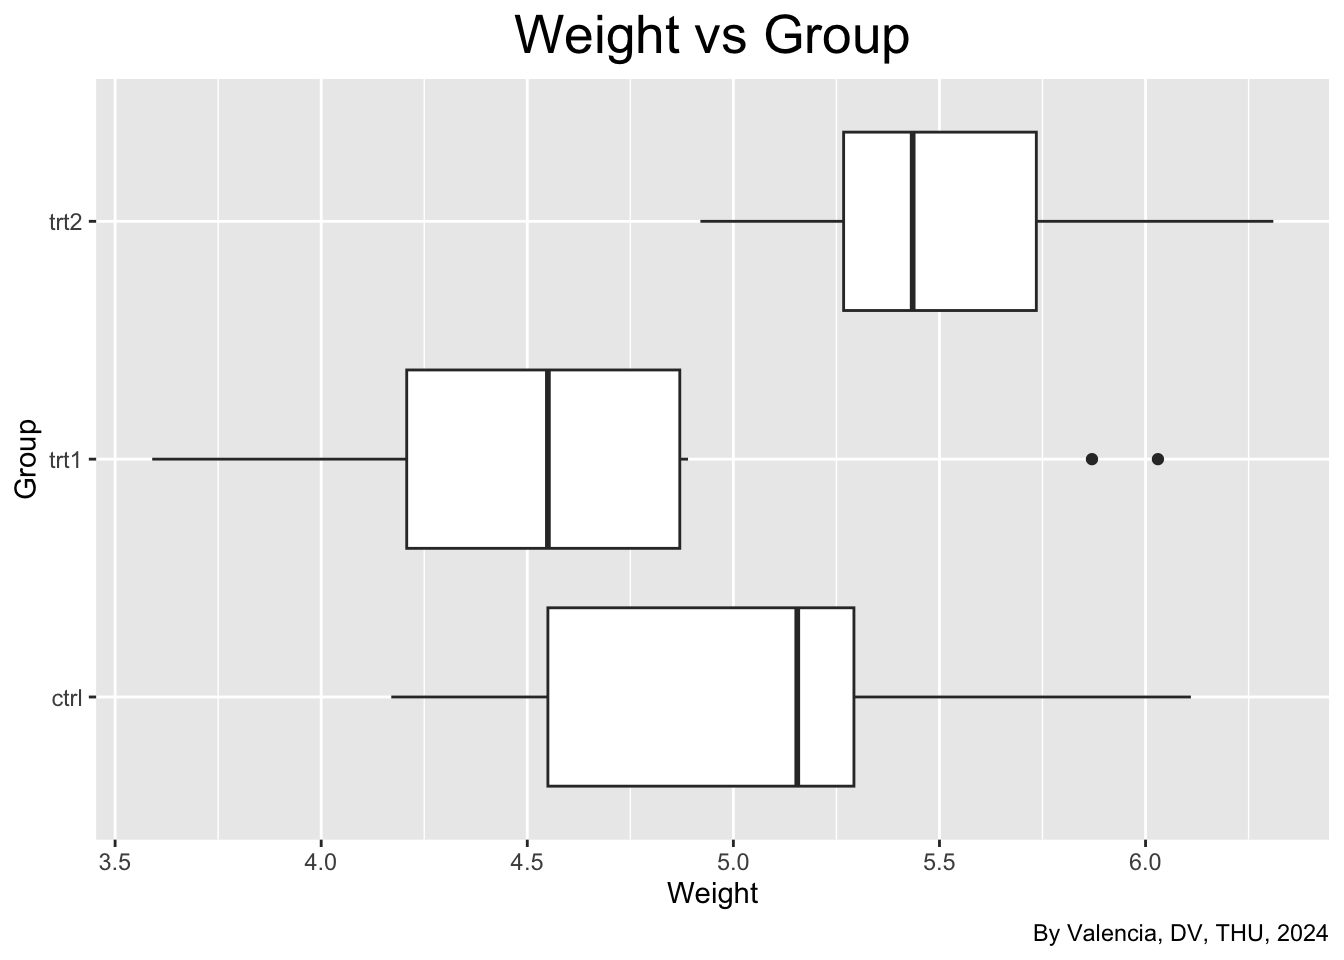 Weight vs Group
trt2
trt1
ctrl
Group
3.5 4.0 4.5 5.0 5.5 6.0
Weight
By Valencia, DV, THU, 2024